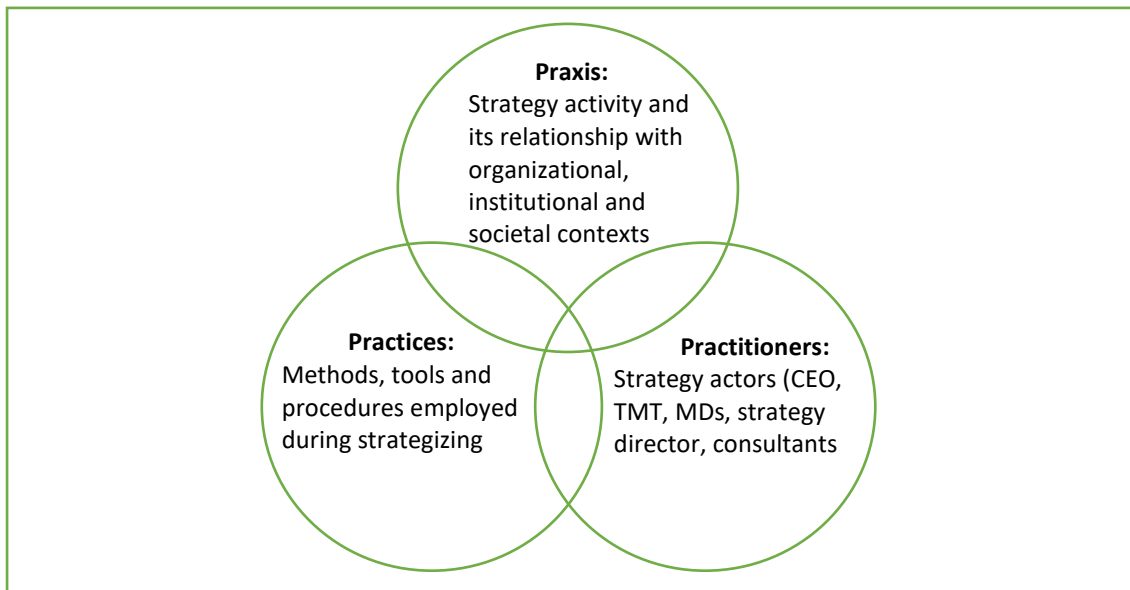 Praxis:
Strategy activity and
its relationship with
organizational,
institutional and
societal contexts
Practices:
Methods, tools and
procedures employed
during strategizing
Practitioners:
Strategy actors (CEO,
TMT, MDs, strategy
director, consultants